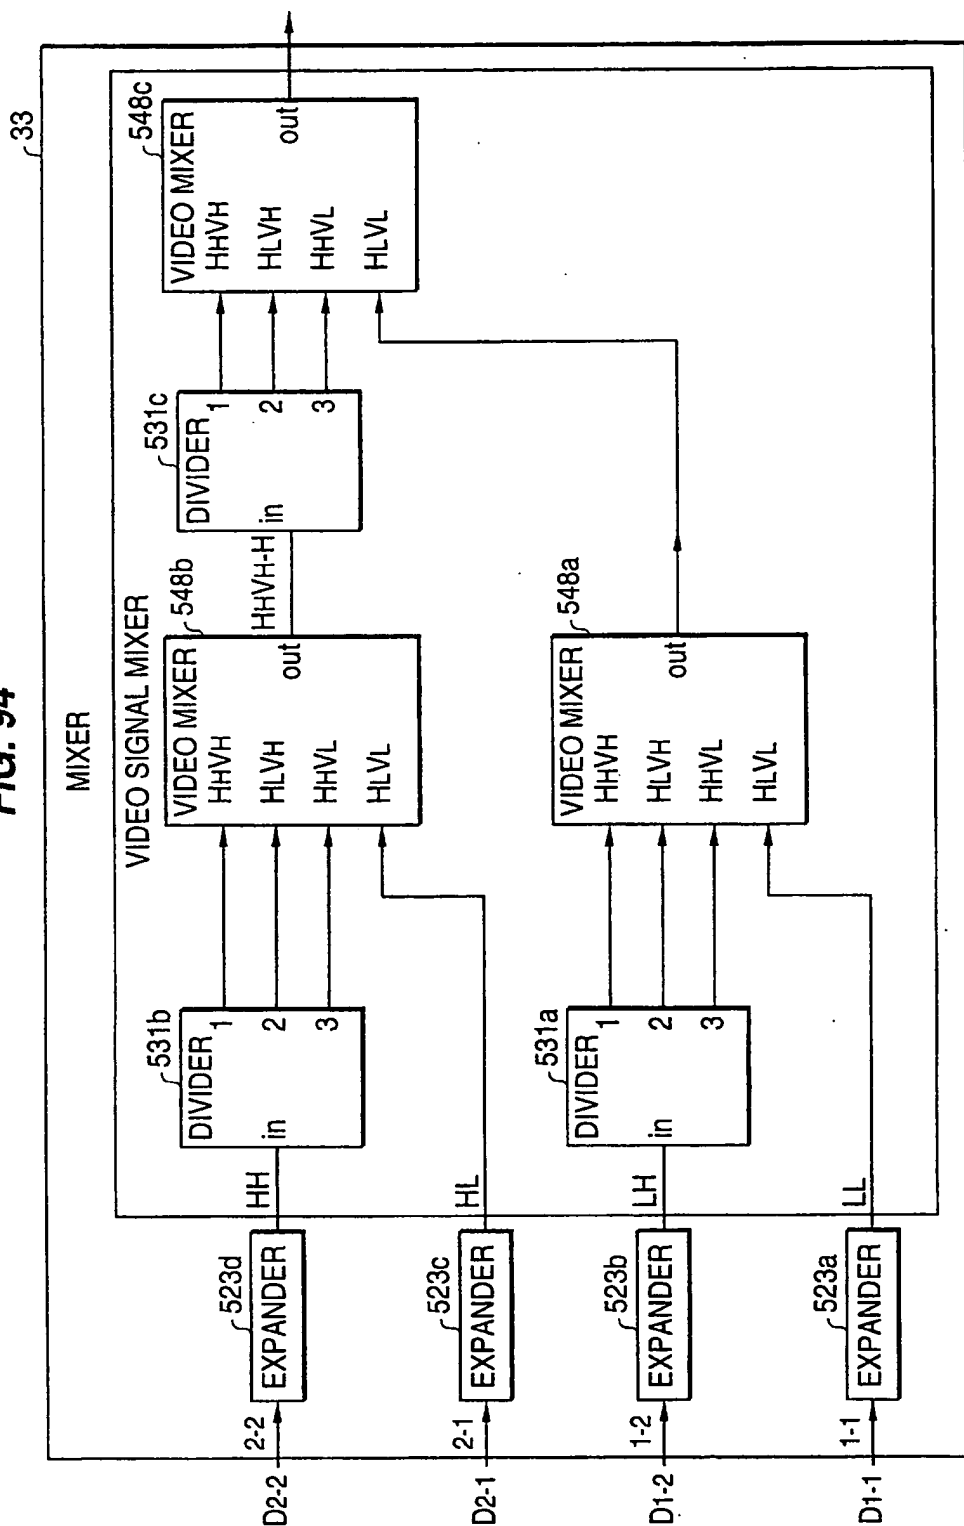 FIG. 94
33
MIXER
VIDEO SIGNAL MIXER
D2-2
2-2
EXPANDER
523d
HH
DIVIDER
531b
in
1
2
3
VIDEO MIXER
548b
HHVH
HLVH
HHVL
HLVL
out
HHVH-H
DIVIDER
531c
in
1
2
3
VIDEO MIXER
548c
HHVH
HLVH
HHVL
HLVL
out
D2-1
2-1
EXPANDER
523c
HL
D1-2
1-2
EXPANDER
523b
LH
DIVIDER
531a
in
1
2
3
VIDEO MIXER
548a
HHVH
HLVH
HHVL
HLVL
out
D1-1
1-1
EXPANDER
523a
LL